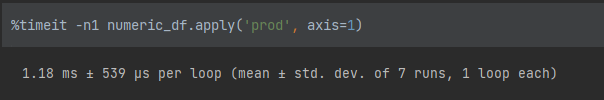 %timeit -n1 numeric_df.apply('prod', axis=1)
1.18 ms ± 539 μs per loop (mean ± std. dev. of 7 runs, 1 loop each)